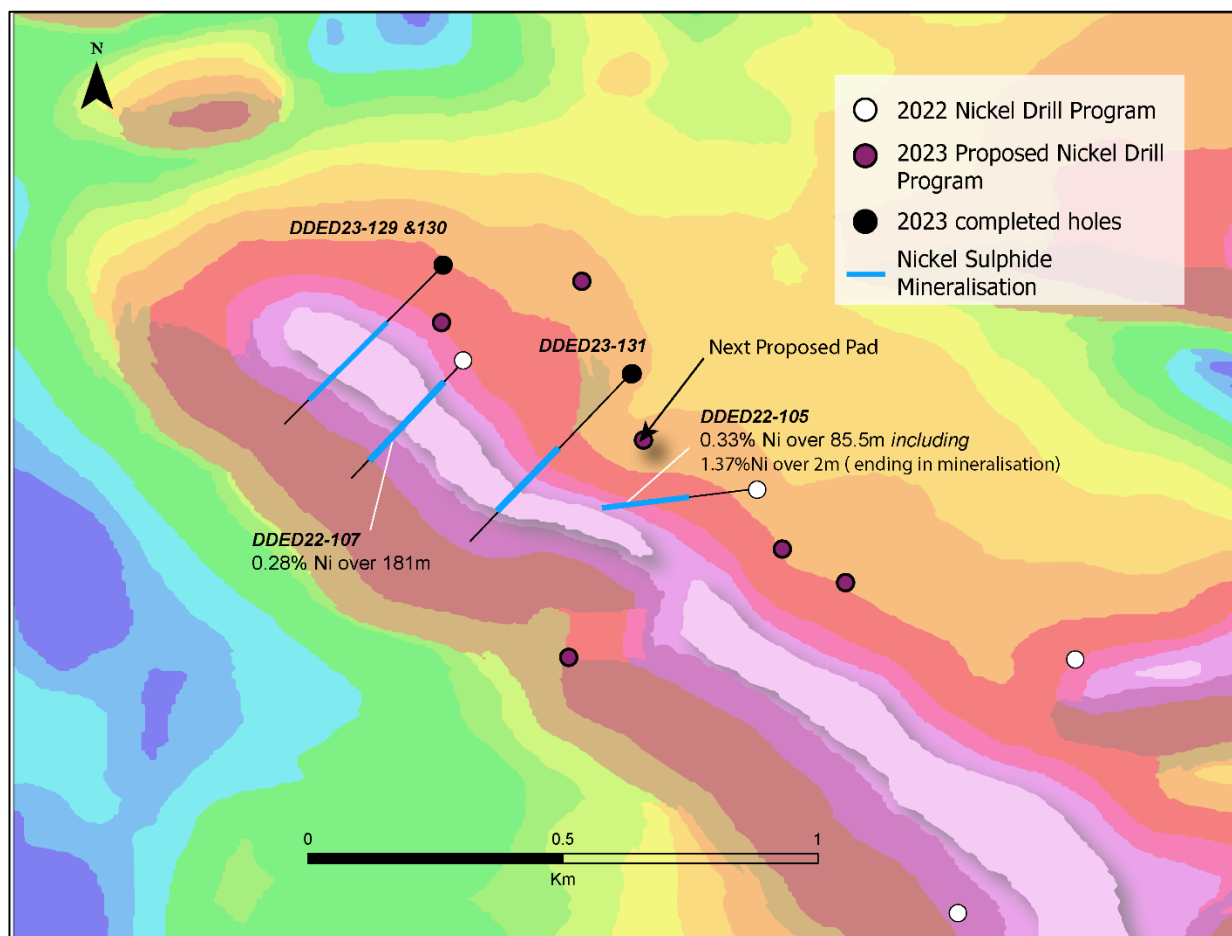 N
2022 Nickel Drill Program
2023 Proposed Nickel Drill
Program
2023 completed holes
Nickel Sulphide
Mineralisation
DDED23-129 &130
DDED23-131
Next Proposed Pad
DDED22-105
0.33% Ni over 85.5m including
1.37%Ni over 2m ( ending in mineralisation)
DDED22-107
0.28% Ni over 181m
0 0.5 1
Km